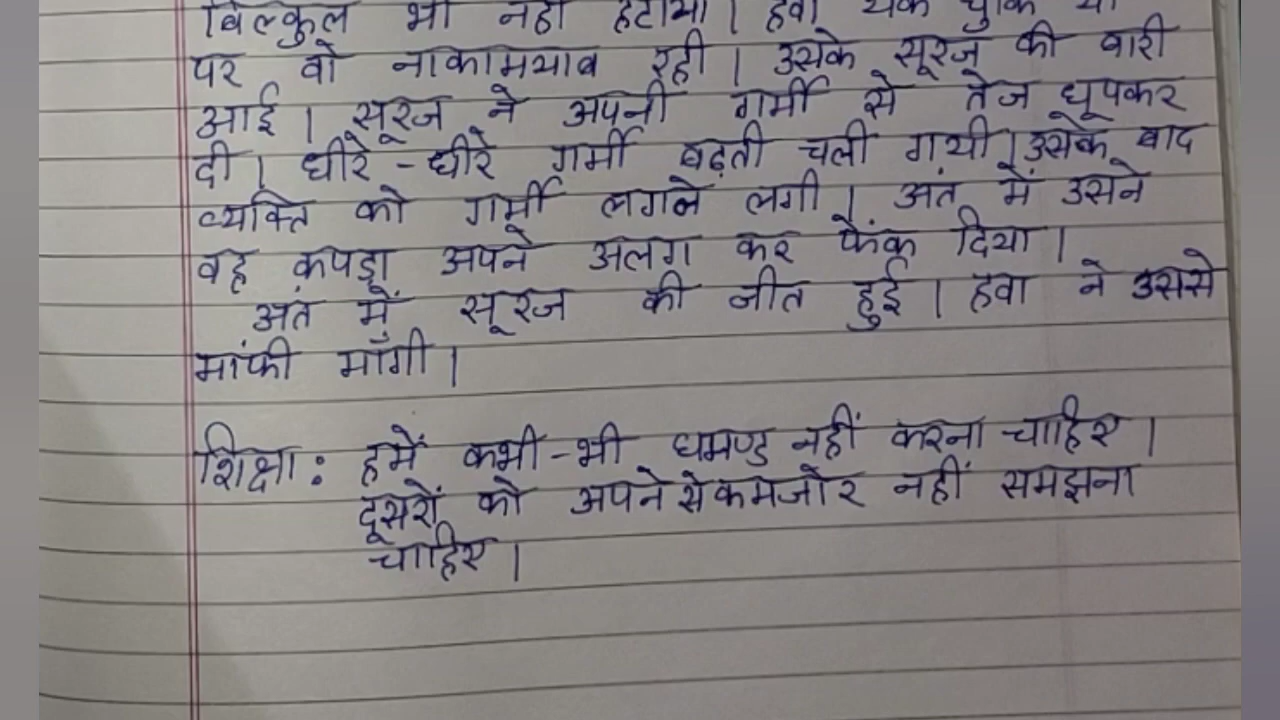 बिल्कुल भी नहीं हटाया। हवा थक चुकि थी
पर वो नाकामयाब रही। उसके सूरज की बारी
आई। सूरज ने अपनी गर्मी से तेज धूपकर
दी। धीरे-धीरे गर्मी बढ़ती चली गयी। उसके बाद
व्यक्ति को गर्मी लगने लगी। अंत में उसने
वह कपड़ा अपने अलग कर फेंक दिया।
अंत में सूरज की जीत हुई। हवा ने उससे
मांफी माँगी।
शिक्षा: हमें कभी-भी घमण्ड नहीं करना चाहिए।
दूसरों को अपने से कमजोर नहीं समझना
चाहिए।